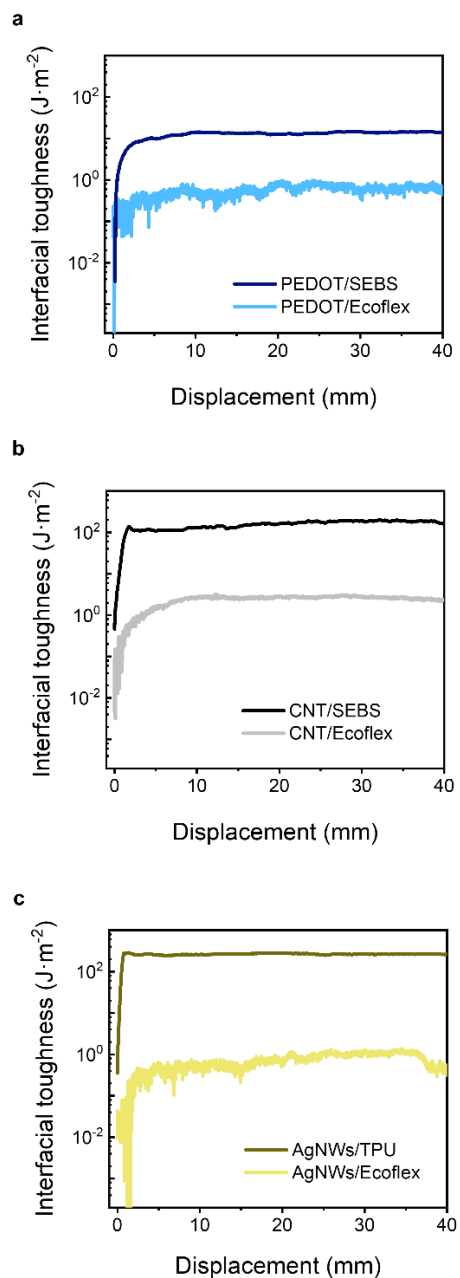 a
Interfacial toughness (J·m⁻²)
10²
10⁰
10⁻²
PEDOT/SEBS
PEDOT/Ecoflex
0 10 20 30 40
Displacement (mm)
b
Interfacial toughness (J·m⁻²)
10²
10⁰
10⁻²
CNT/SEBS
CNT/Ecoflex
0 10 20 30 40
Displacement (mm)
c
Interfacial toughness (J·m⁻²)
10²
10⁰
10⁻²
AgNWs/TPU
AgNWs/Ecoflex
0 10 20 30 40
Displacement (mm)